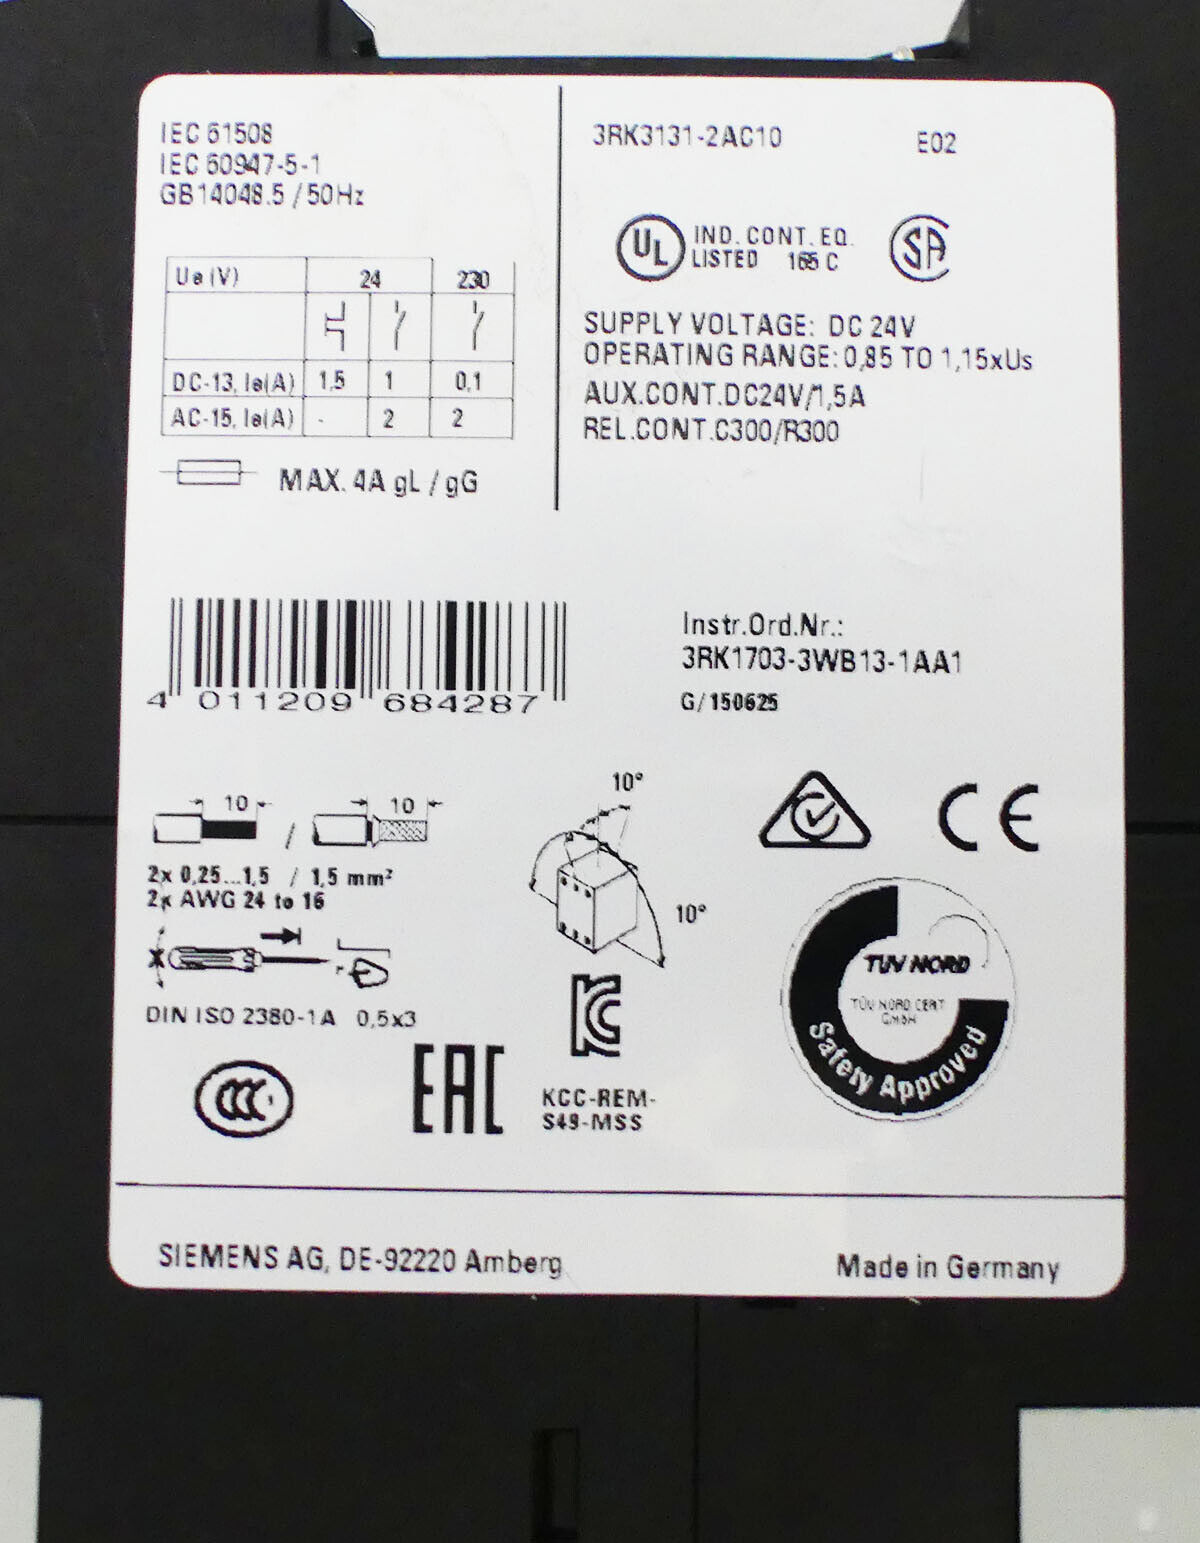 IEC 61508
IEC 60947-5-1
GB14048.5 / 50Hz
Ue (V) 24 230
DC-13, Ie(A) 1,5 1 0,1
AC-15, Ie(A) - 2 2
MAX. 4A gL / gG
3RK3131-2AC10 E02
UL IND. CONT. EQ.
LISTED 165 C
SA
SUPPLY VOLTAGE: DC 24V
OPERATING RANGE: 0,85 TO 1,15xUs
AUX.CONT.DC24V/1,5A
REL.CONT.C300/R300
4 011209 684287
Instr.Ord.Nr.:
3RK1703-3WB13-1AA1
G/150625
10 / 10
2x 0,25...1,5 / 1,5 mm²
2x AWG 24 to 16
DIN ISO 2380-1A 0,5x3
10°
10°
CE
TÜV NORD
TÜV NORD CERT
GmbH
Safety Approved
CCC
EAC
KCC-REM-
S49-MSS
SIEMENS AG, DE-92220 Amberg
Made in Germany